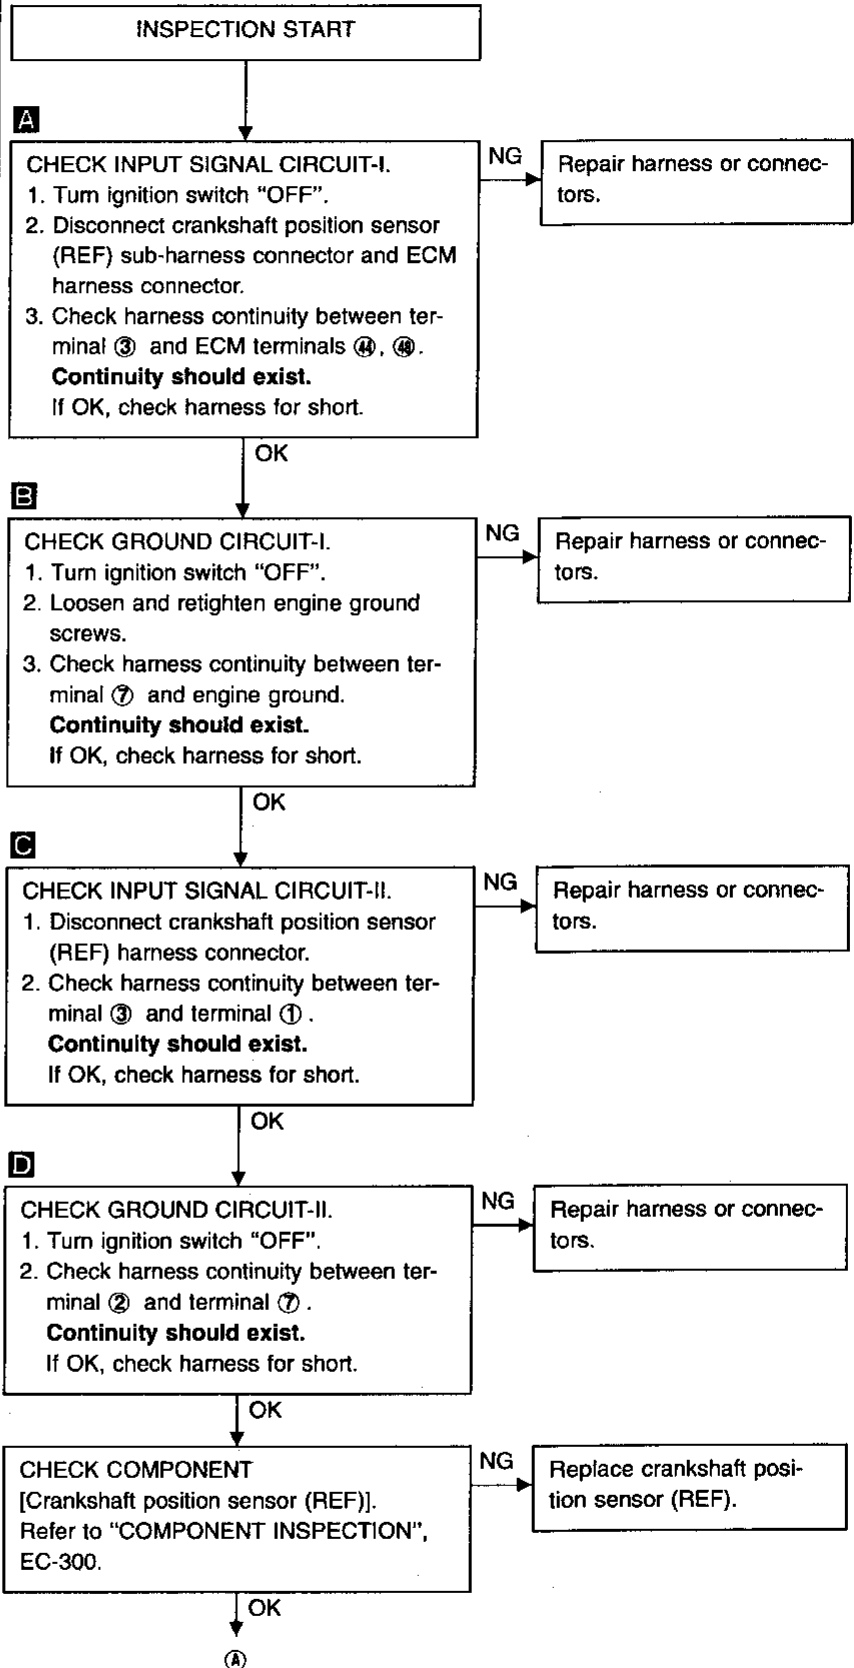 INSPECTION START
A
CHECK INPUT SIGNAL CIRCUIT-I.
1. Turn ignition switch “OFF”.
2. Disconnect crankshaft position sensor
(REF) sub-harness connector and ECM
harness connector.
3. Check harness continuity between ter-
minal ③ and ECM terminals ㊹, ㊽.
Continuity should exist.
If OK, check harness for short.
NG
Repair harness or connec-
tors.
OK
B
CHECK GROUND CIRCUIT-I.
1. Turn ignition switch “OFF”.
2. Loosen and retighten engine ground
screws.
3. Check harness continuity between ter-
minal ⑦ and engine ground.
Continuity should exist.
If OK, check harness for short.
NG
Repair harness or connec-
tors.
OK
C
CHECK INPUT SIGNAL CIRCUIT-II.
1. Disconnect crankshaft position sensor
(REF) harness connector.
2. Check harness continuity between ter-
minal ③ and terminal ①.
Continuity should exist.
If OK, check harness for short.
NG
Repair harness or connec-
tors.
OK
D
CHECK GROUND CIRCUIT-II.
1. Turn ignition switch “OFF”.
2. Check harness continuity between ter-
minal ② and terminal ⑦.
Continuity should exist.
If OK, check harness for short.
NG
Repair harness or connec-
tors.
OK
CHECK COMPONENT
[Crankshaft position sensor (REF)].
Refer to “COMPONENT INSPECTION”,
EC-300.
NG
Replace crankshaft posi-
tion sensor (REF).
OK
Ⓐ